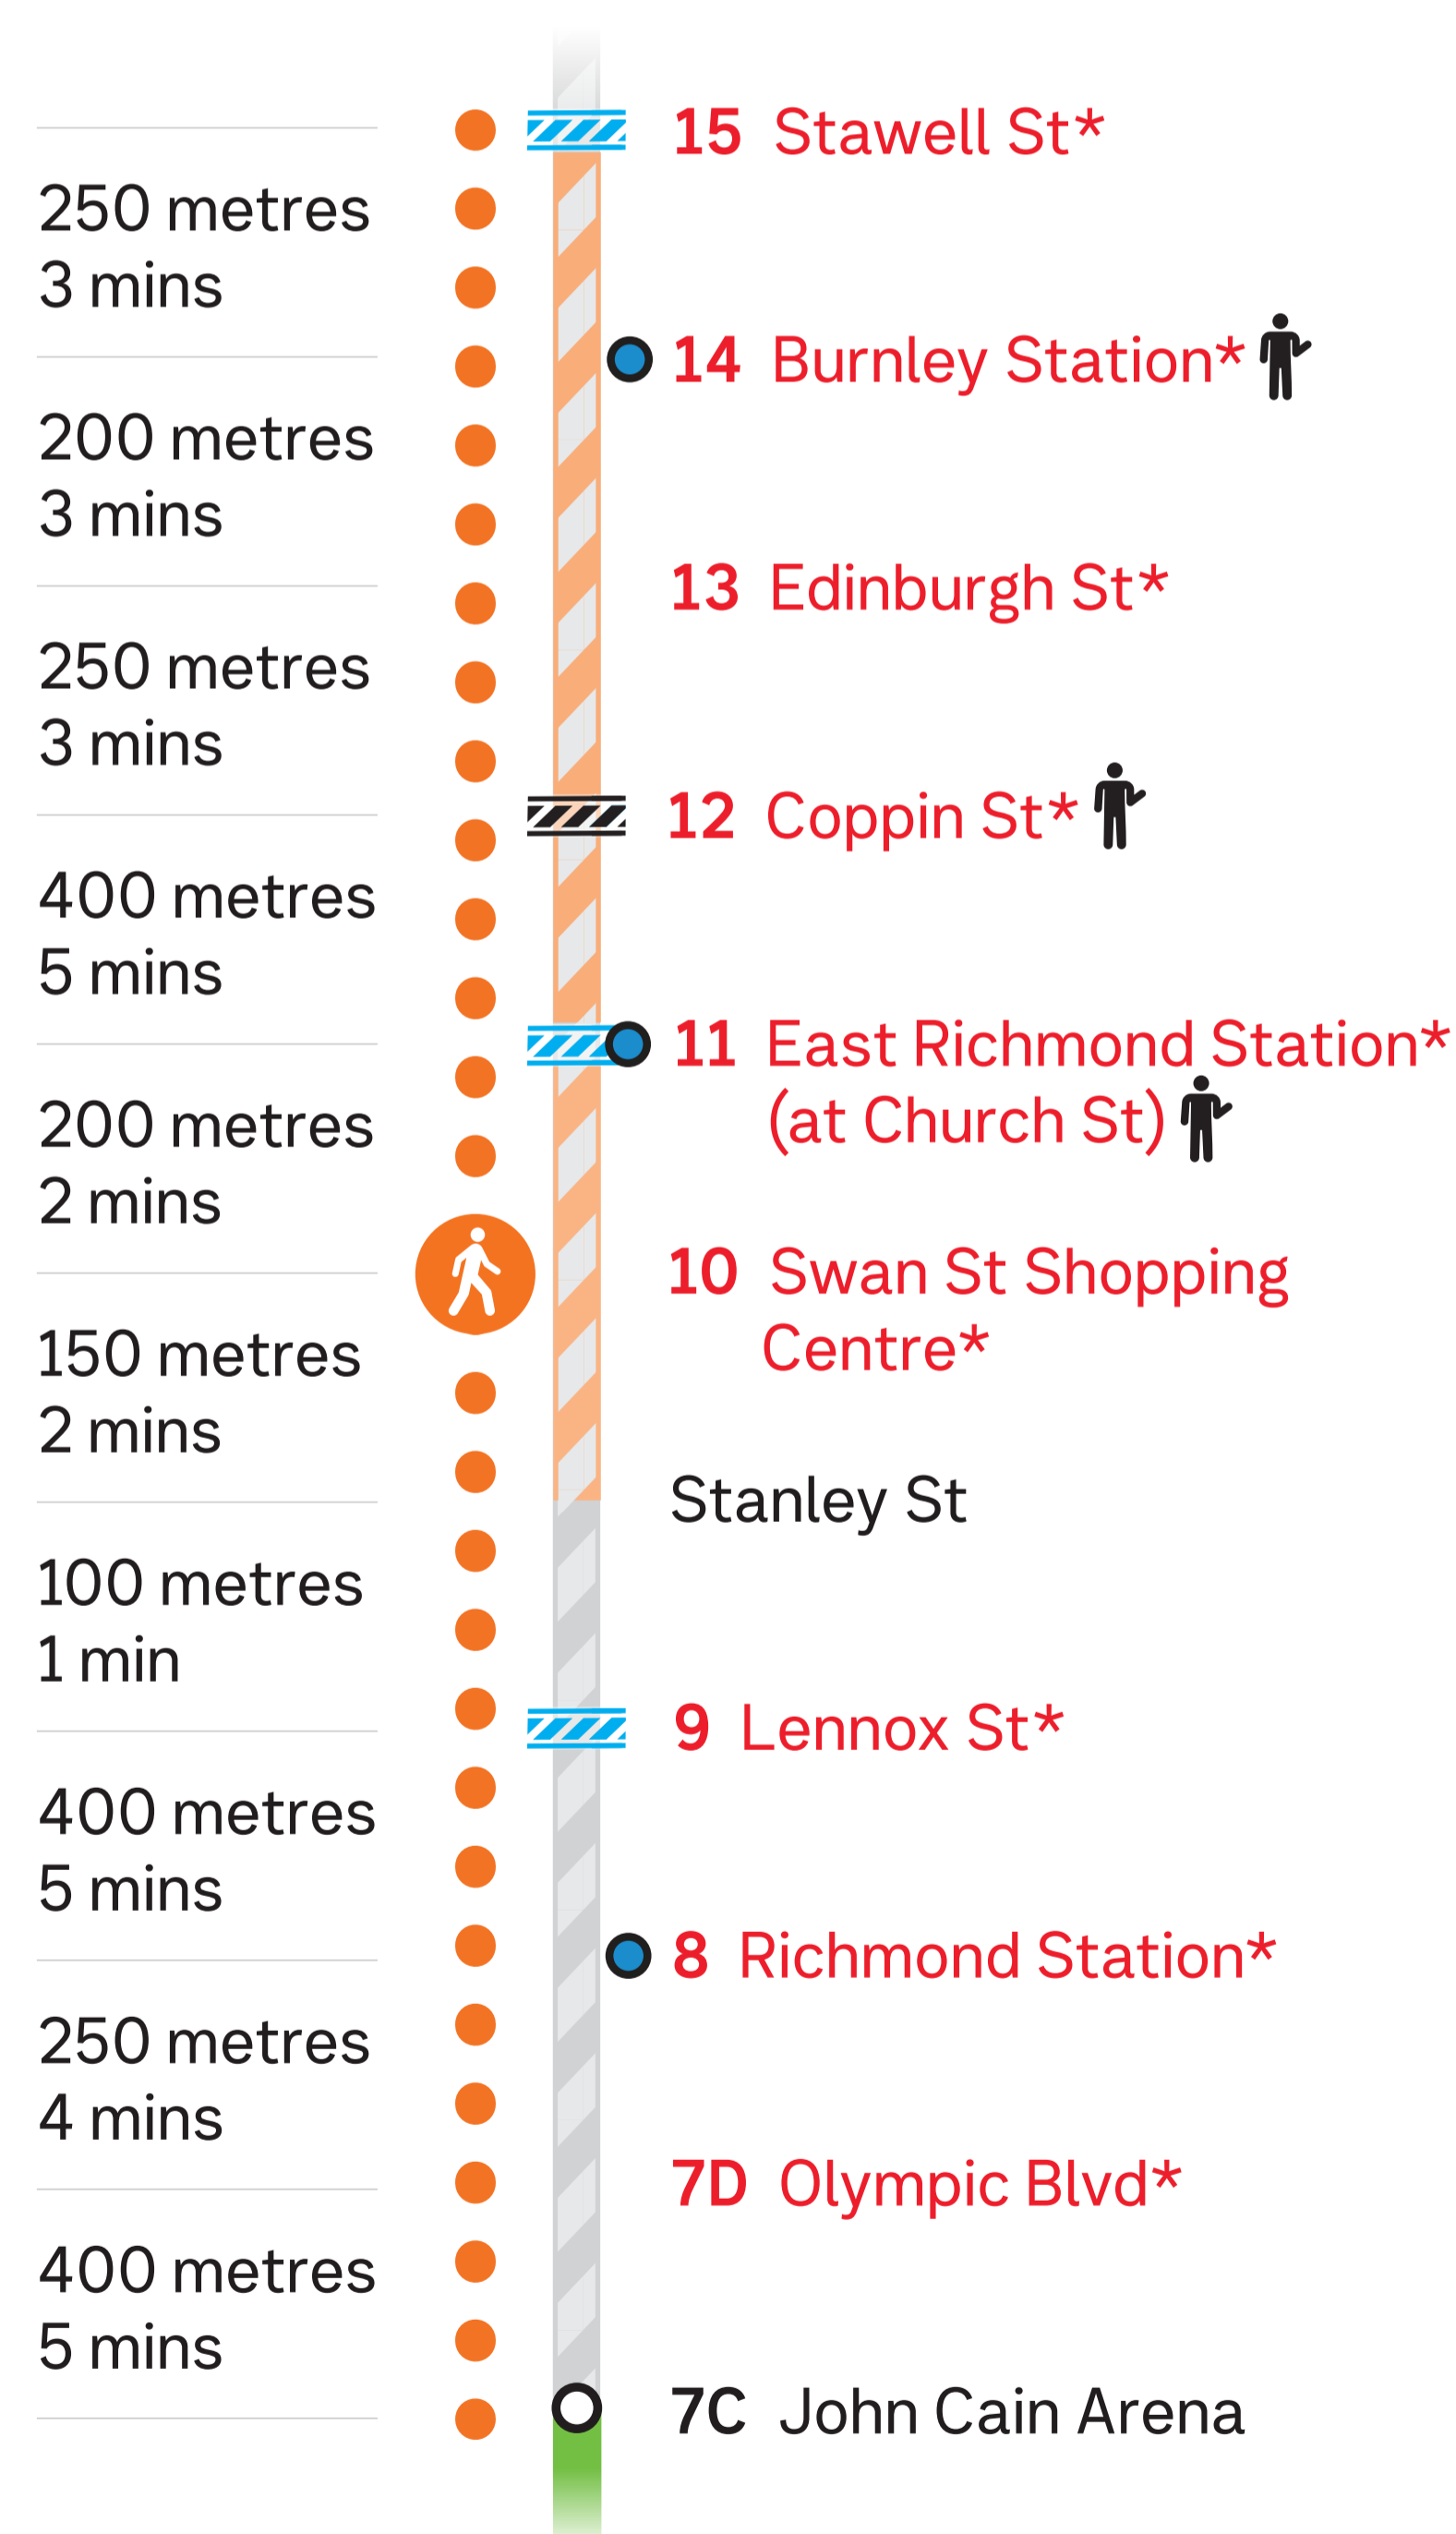 15 Stawell St*
250 metres
3 mins
14 Burnley Station*
200 metres
3 mins
13 Edinburgh St*
250 metres
3 mins
12 Coppin St*
400 metres
5 mins
11 East Richmond Station*
(at Church St)
200 metres
2 mins
10 Swan St Shopping
Centre*
150 metres
2 mins
Stanley St
100 metres
1 min
9 Lennox St*
400 metres
5 mins
8 Richmond Station*
250 metres
4 mins
7D Olympic Blvd*
400 metres
5 mins
7C John Cain Arena